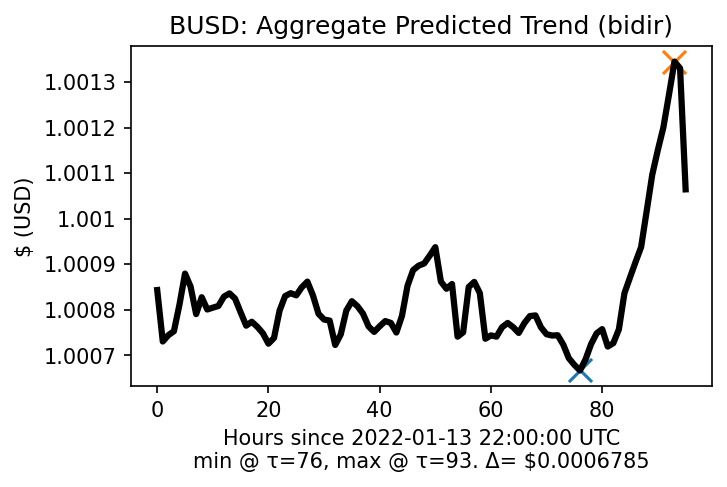 BUSD: Aggregate Predicted Trend (bidir)
1.0013
1.0012
1.0011
1.001
1.0009
1.0008
1.0007
$ (USD)
0 20 40 60 80
Hours since 2022-01-13 22:00:00 UTC
min @ τ=76, max @ τ=93. Δ= $0.0006785